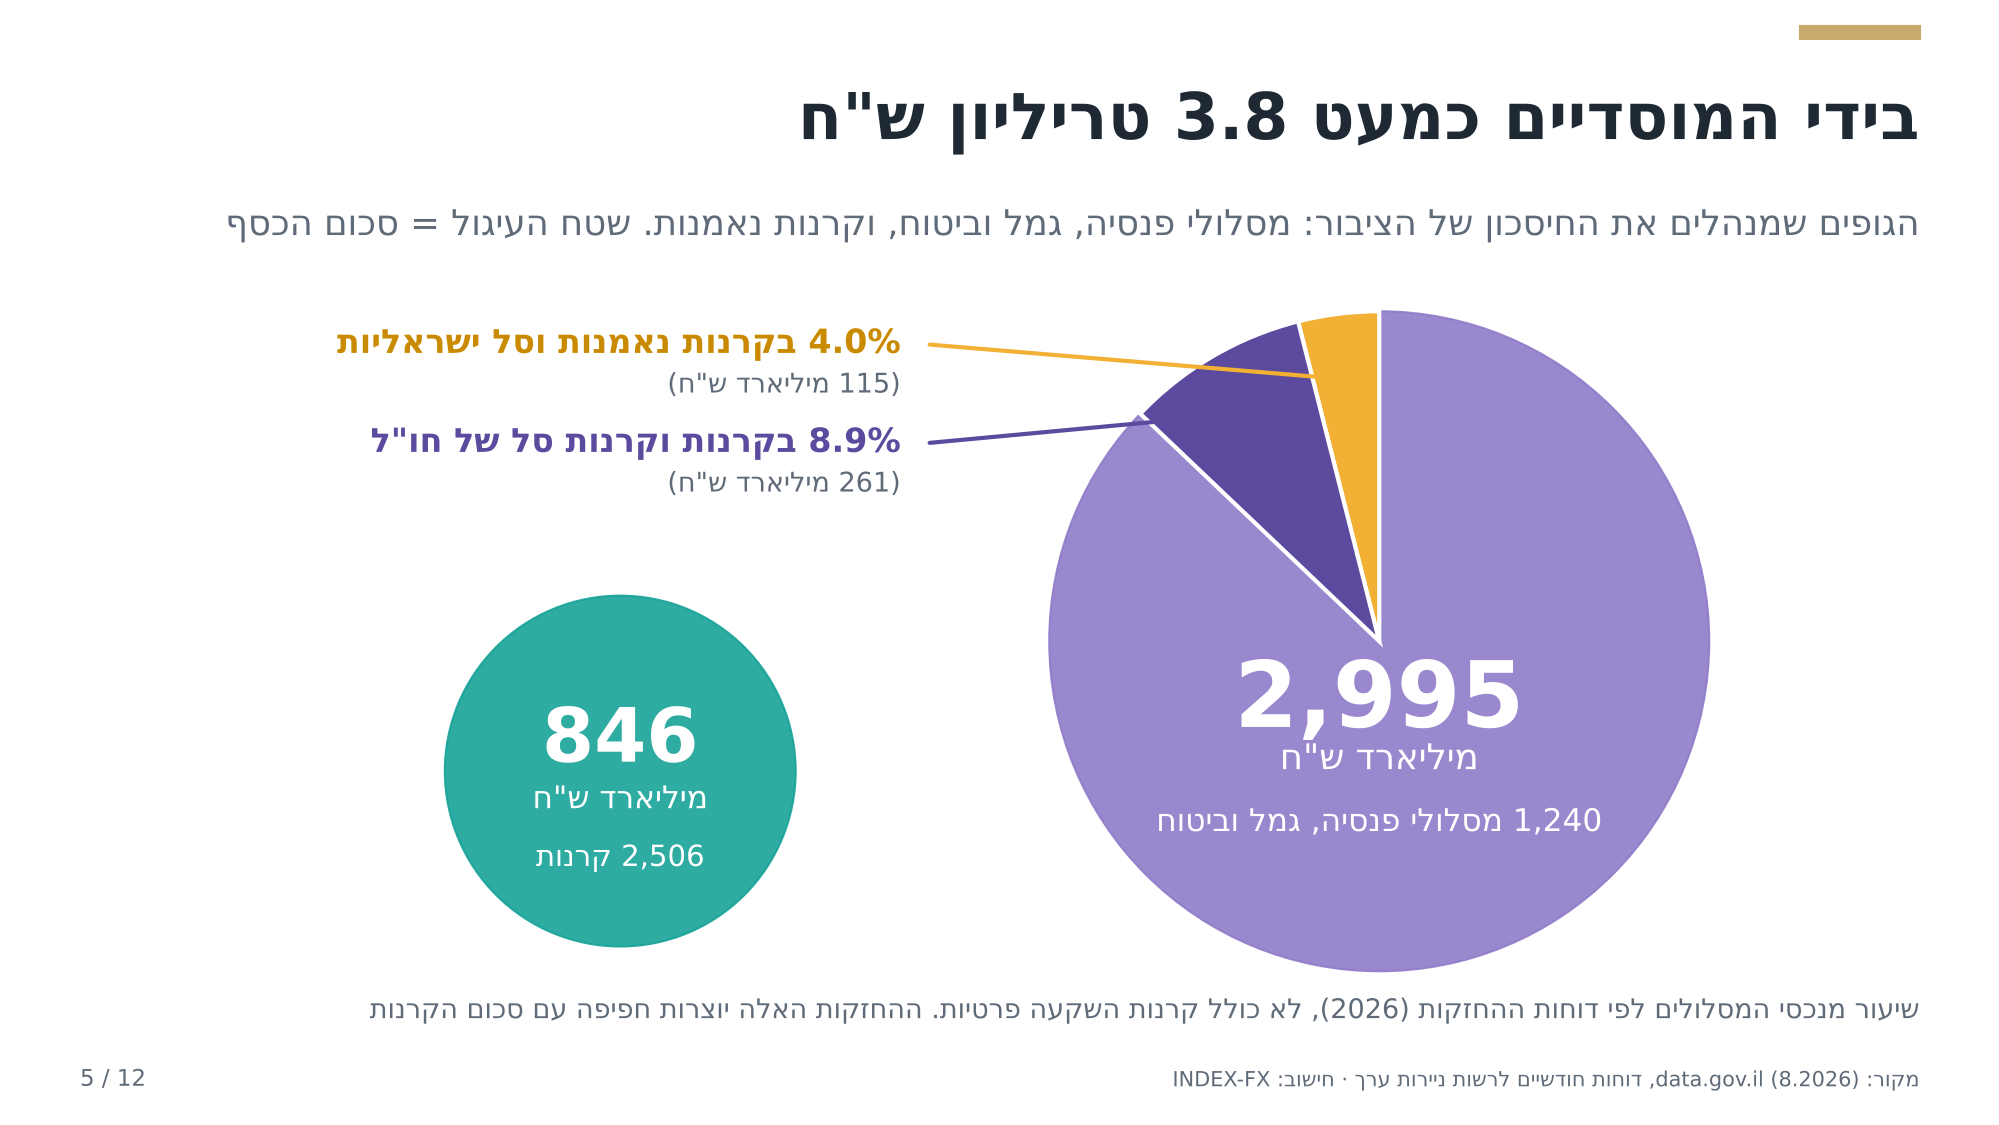 בידי המוסדיים כמעט 3.8 טריליון ש"ח
הגופים שמנהלים את החיסכון של הציבור: מסלולי פנסיה, גמל וביטוח, וקרנות נאמנות. שטח העיגול = סכום הכסף
4.0% בקרנות נאמנות וסל ישראליות
(115 מיליארד ש"ח)
8.9% בקרנות וקרנות סל של חו"ל
(261 מיליארד ש"ח)
2,995
מיליארד ש"ח
1,240 מסלולי פנסיה, גמל וביטוח
846
מיליארד ש"ח
2,506 קרנות
שיעור מנכסי המסלולים לפי דוחות ההחזקות (2026), לא כולל קרנות השקעה פרטיות. ההחזקות האלה יוצרות חפיפה עם סכום הקרנות
מקור: data.gov.il (8.2026), דוחות חודשיים לרשות ניירות ערך · חישוב: INDEX-FX
5 / 12